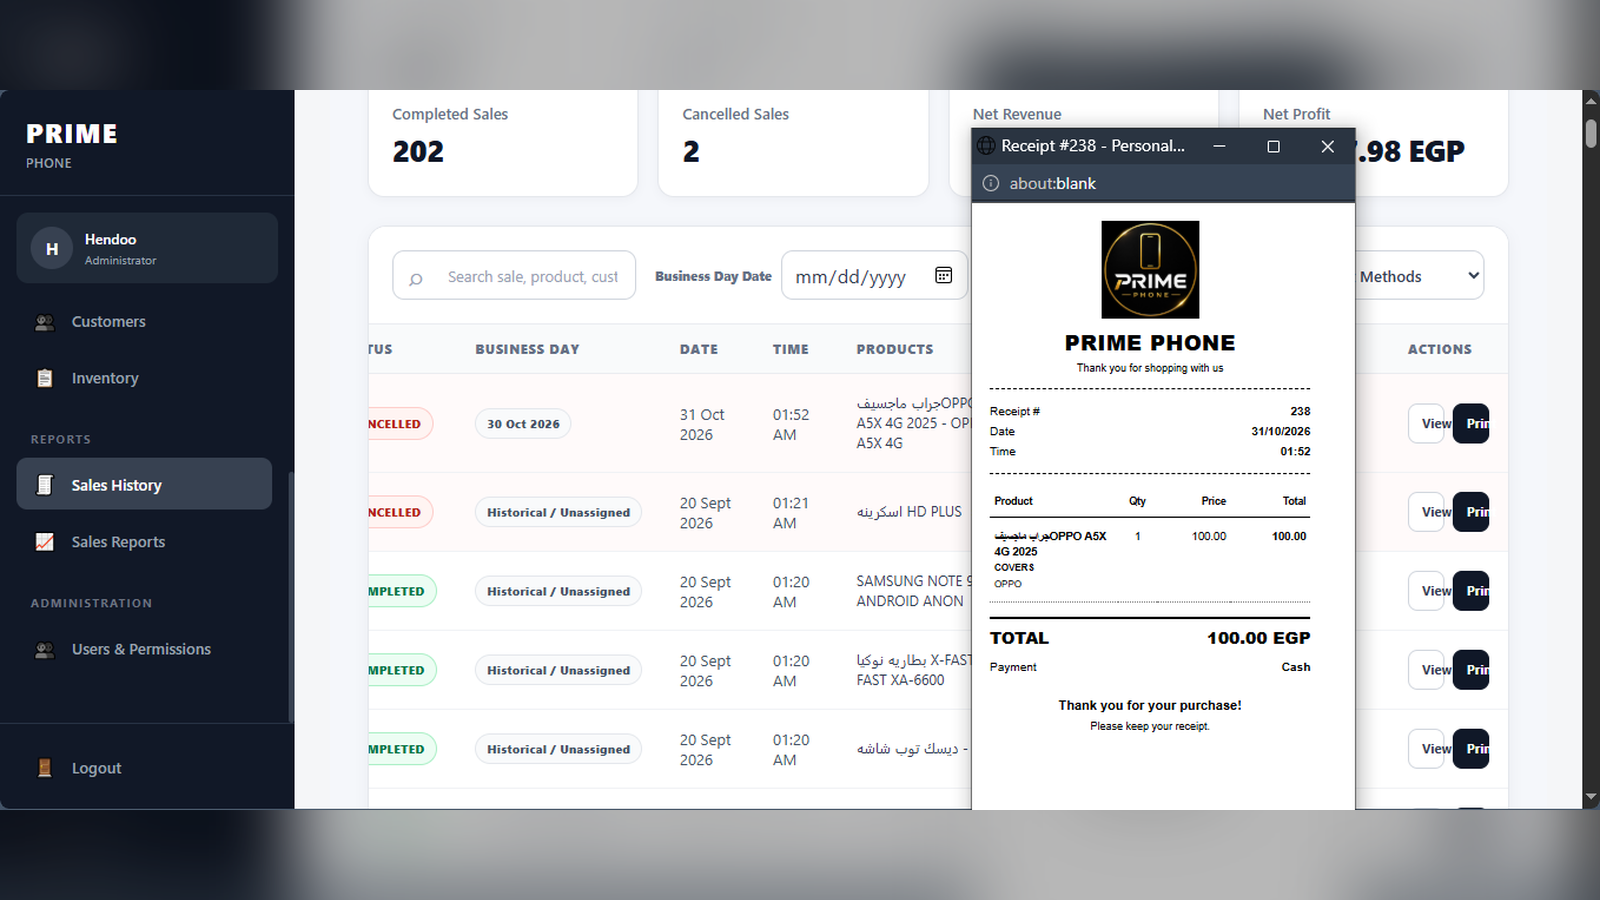 PRIME
PHONE
H
Hendoo
Administrator
Customers
Inventory
REPORTS
Sales History
Sales Reports
ADMINISTRATION
Users & Permissions
Logout
Completed Sales
202
Cancelled Sales
2
Net Revenue
Net Profit
.98 EGP
Search sale, product, cust
Business Day Date
mm/dd/yyyy
Methods
TUS BUSINESS DAY DATE TIME PRODUCTS ACTIONS
NCELLED
30 Oct 2026
31 Oct
2026
01:52
AM
جراب ماجسيفOPPO
A5X 4G 2025 - OP
A5X 4G
View
Prin
NCELLED
Historical / Unassigned
20 Sept
2026
01:21
AM
اسكرينه HD PLUS
View
Prin
MPLETED
Historical / Unassigned
20 Sept
2026
01:20
AM
SAMSUNG NOTE 9
ANDROID ANON
View
Prin
MPLETED
Historical / Unassigned
20 Sept
2026
01:20
AM
بطاريه نوكيا X-FAST
FAST XA-6600
View
Prin
MPLETED
Historical / Unassigned
20 Sept
2026
01:20
AM
ديسك توب شاشه -
View
Prin
Receipt #238 - Personal...
about:blank
PRIME
PHONE
PRIME PHONE
Thank you for shopping with us
Receipt # 238
Date 31/10/2026
Time 01:52
Product Qty Price Total
جراب ماجسيفOPPO A5X 1 100.00 100.00
4G 2025
COVERS
OPPO
TOTAL 100.00 EGP
Payment Cash
Thank you for your purchase!
Please keep your receipt.